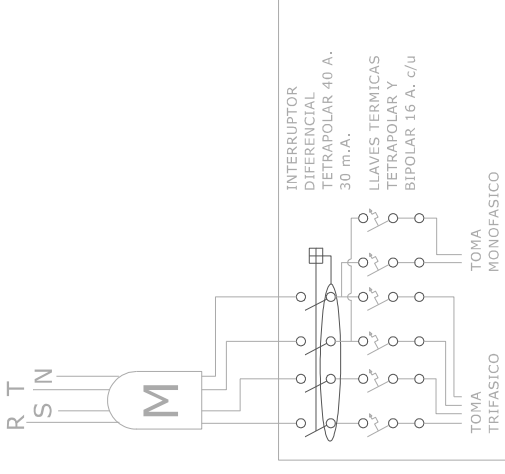 R
S
T
N
M
INTERRUPTOR
DIFERENCIAL
TETRAPOLAR 40 A.
30 m.A.
LLAVES TERMICAS
TETRAPOLAR Y
BIPOLAR 16 A. c/u
TOMA
MONOFASICO
TOMA
TRIFASICO